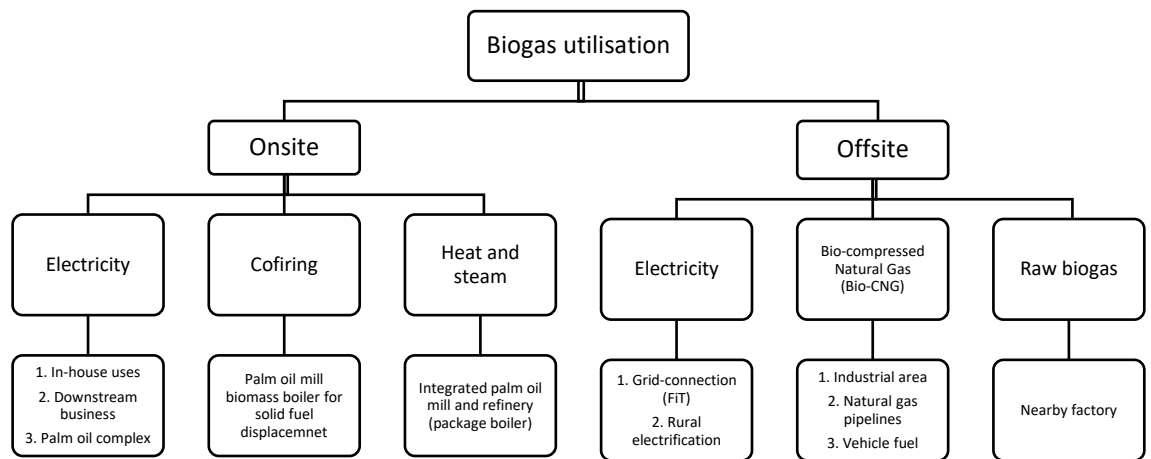 Biogas utilisation
Onsite
Offsite
Electricity
Cofiring
Heat and
steam
Electricity
Bio-compressed
Natural Gas
(Bio-CNG)
Raw biogas
1. In-house uses
2. Downstream
business
3. Palm oil complex
Palm oil mill
biomass boiler for
solid fuel
displacemnet
Integrated palm oil
mill and refinery
(package boiler)
1. Grid-connection
(FiT)
2. Rural
electrification
1. Industrial area
2. Natural gas
pipelines
3. Vehicle fuel
Nearby factory